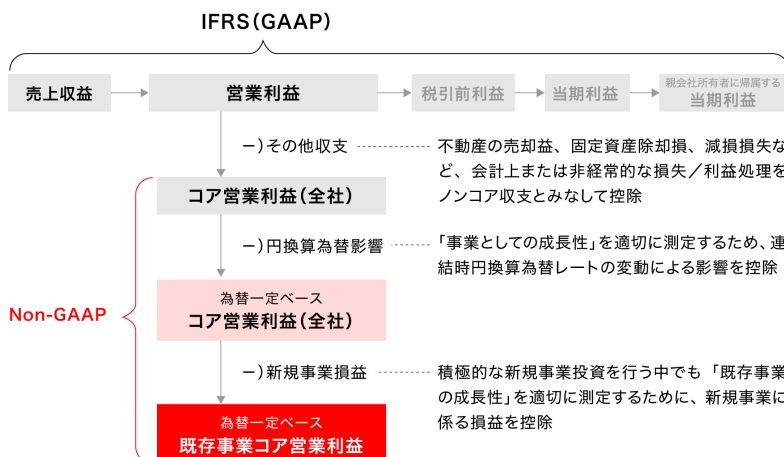 IFRS(GAAP)
売上収益
営業利益
税引前利益
当期利益
親会社所有者に帰属する
当期利益
ー)その他収支
不動産の売却益、固定資産除却損、減損損失な
ど、会計上または非経常的な損失/利益処理を
ノンコア収支とみなして控除
コア営業利益(全社)
ー)円換算為替影響
「事業としての成長性」を適切に測定するため、連
結時円換算為替レートの変動による影響を控除
Non-GAAP
為替一定ベース
コア営業利益(全社)
ー)新規事業損益
積極的な新規事業投資を行う中でも「既存事業
の成長性」を適切に測定するために、新規事業に
係る損益を控除
為替一定ベース
既存事業コア営業利益